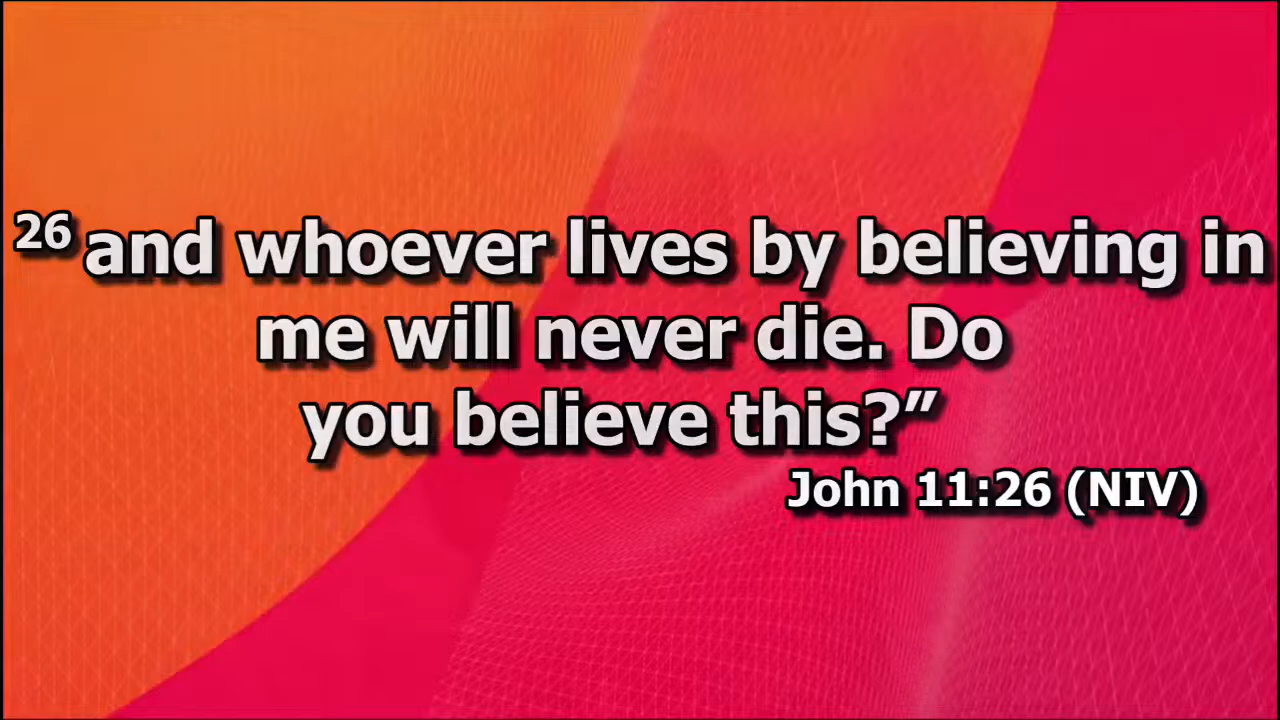 26 and whoever lives by believing in
me will never die. Do
you believe this?”
John 11:26 (NIV)